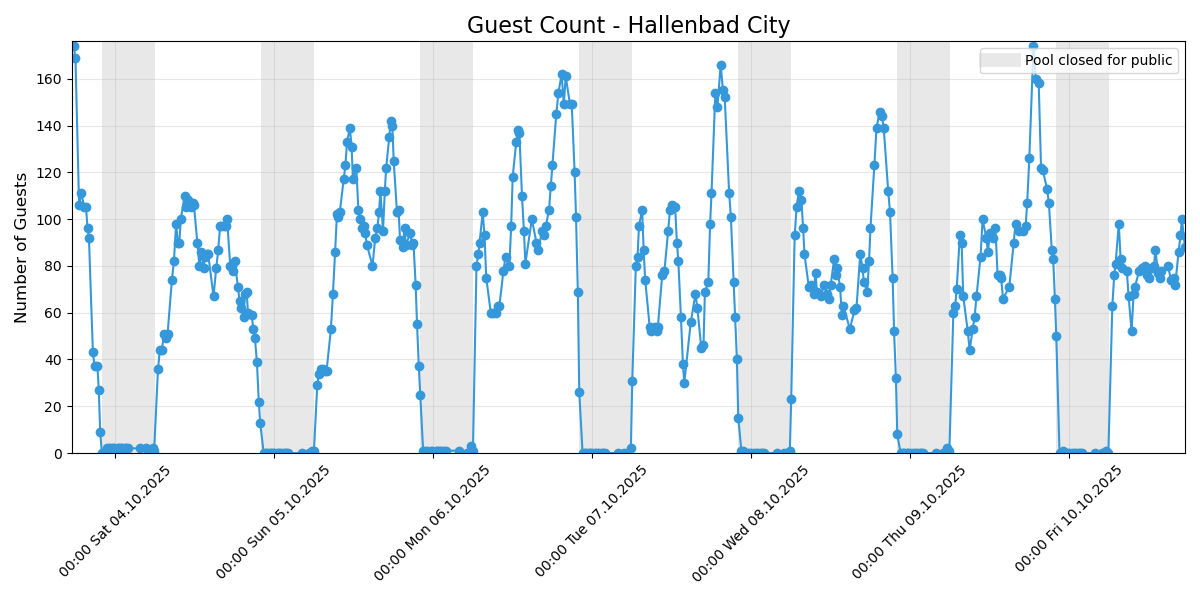 Guest Count - Hallenbad City
Pool closed for public
Number of Guests
160
140
120
100
80
60
40
20
0
00:00 Sat 04.10.2025
00:00 Sun 05.10.2025
00:00 Mon 06.10.2025
00:00 Tue 07.10.2025
00:00 Wed 08.10.2025
00:00 Thu 09.10.2025
00:00 Fri 10.10.2025